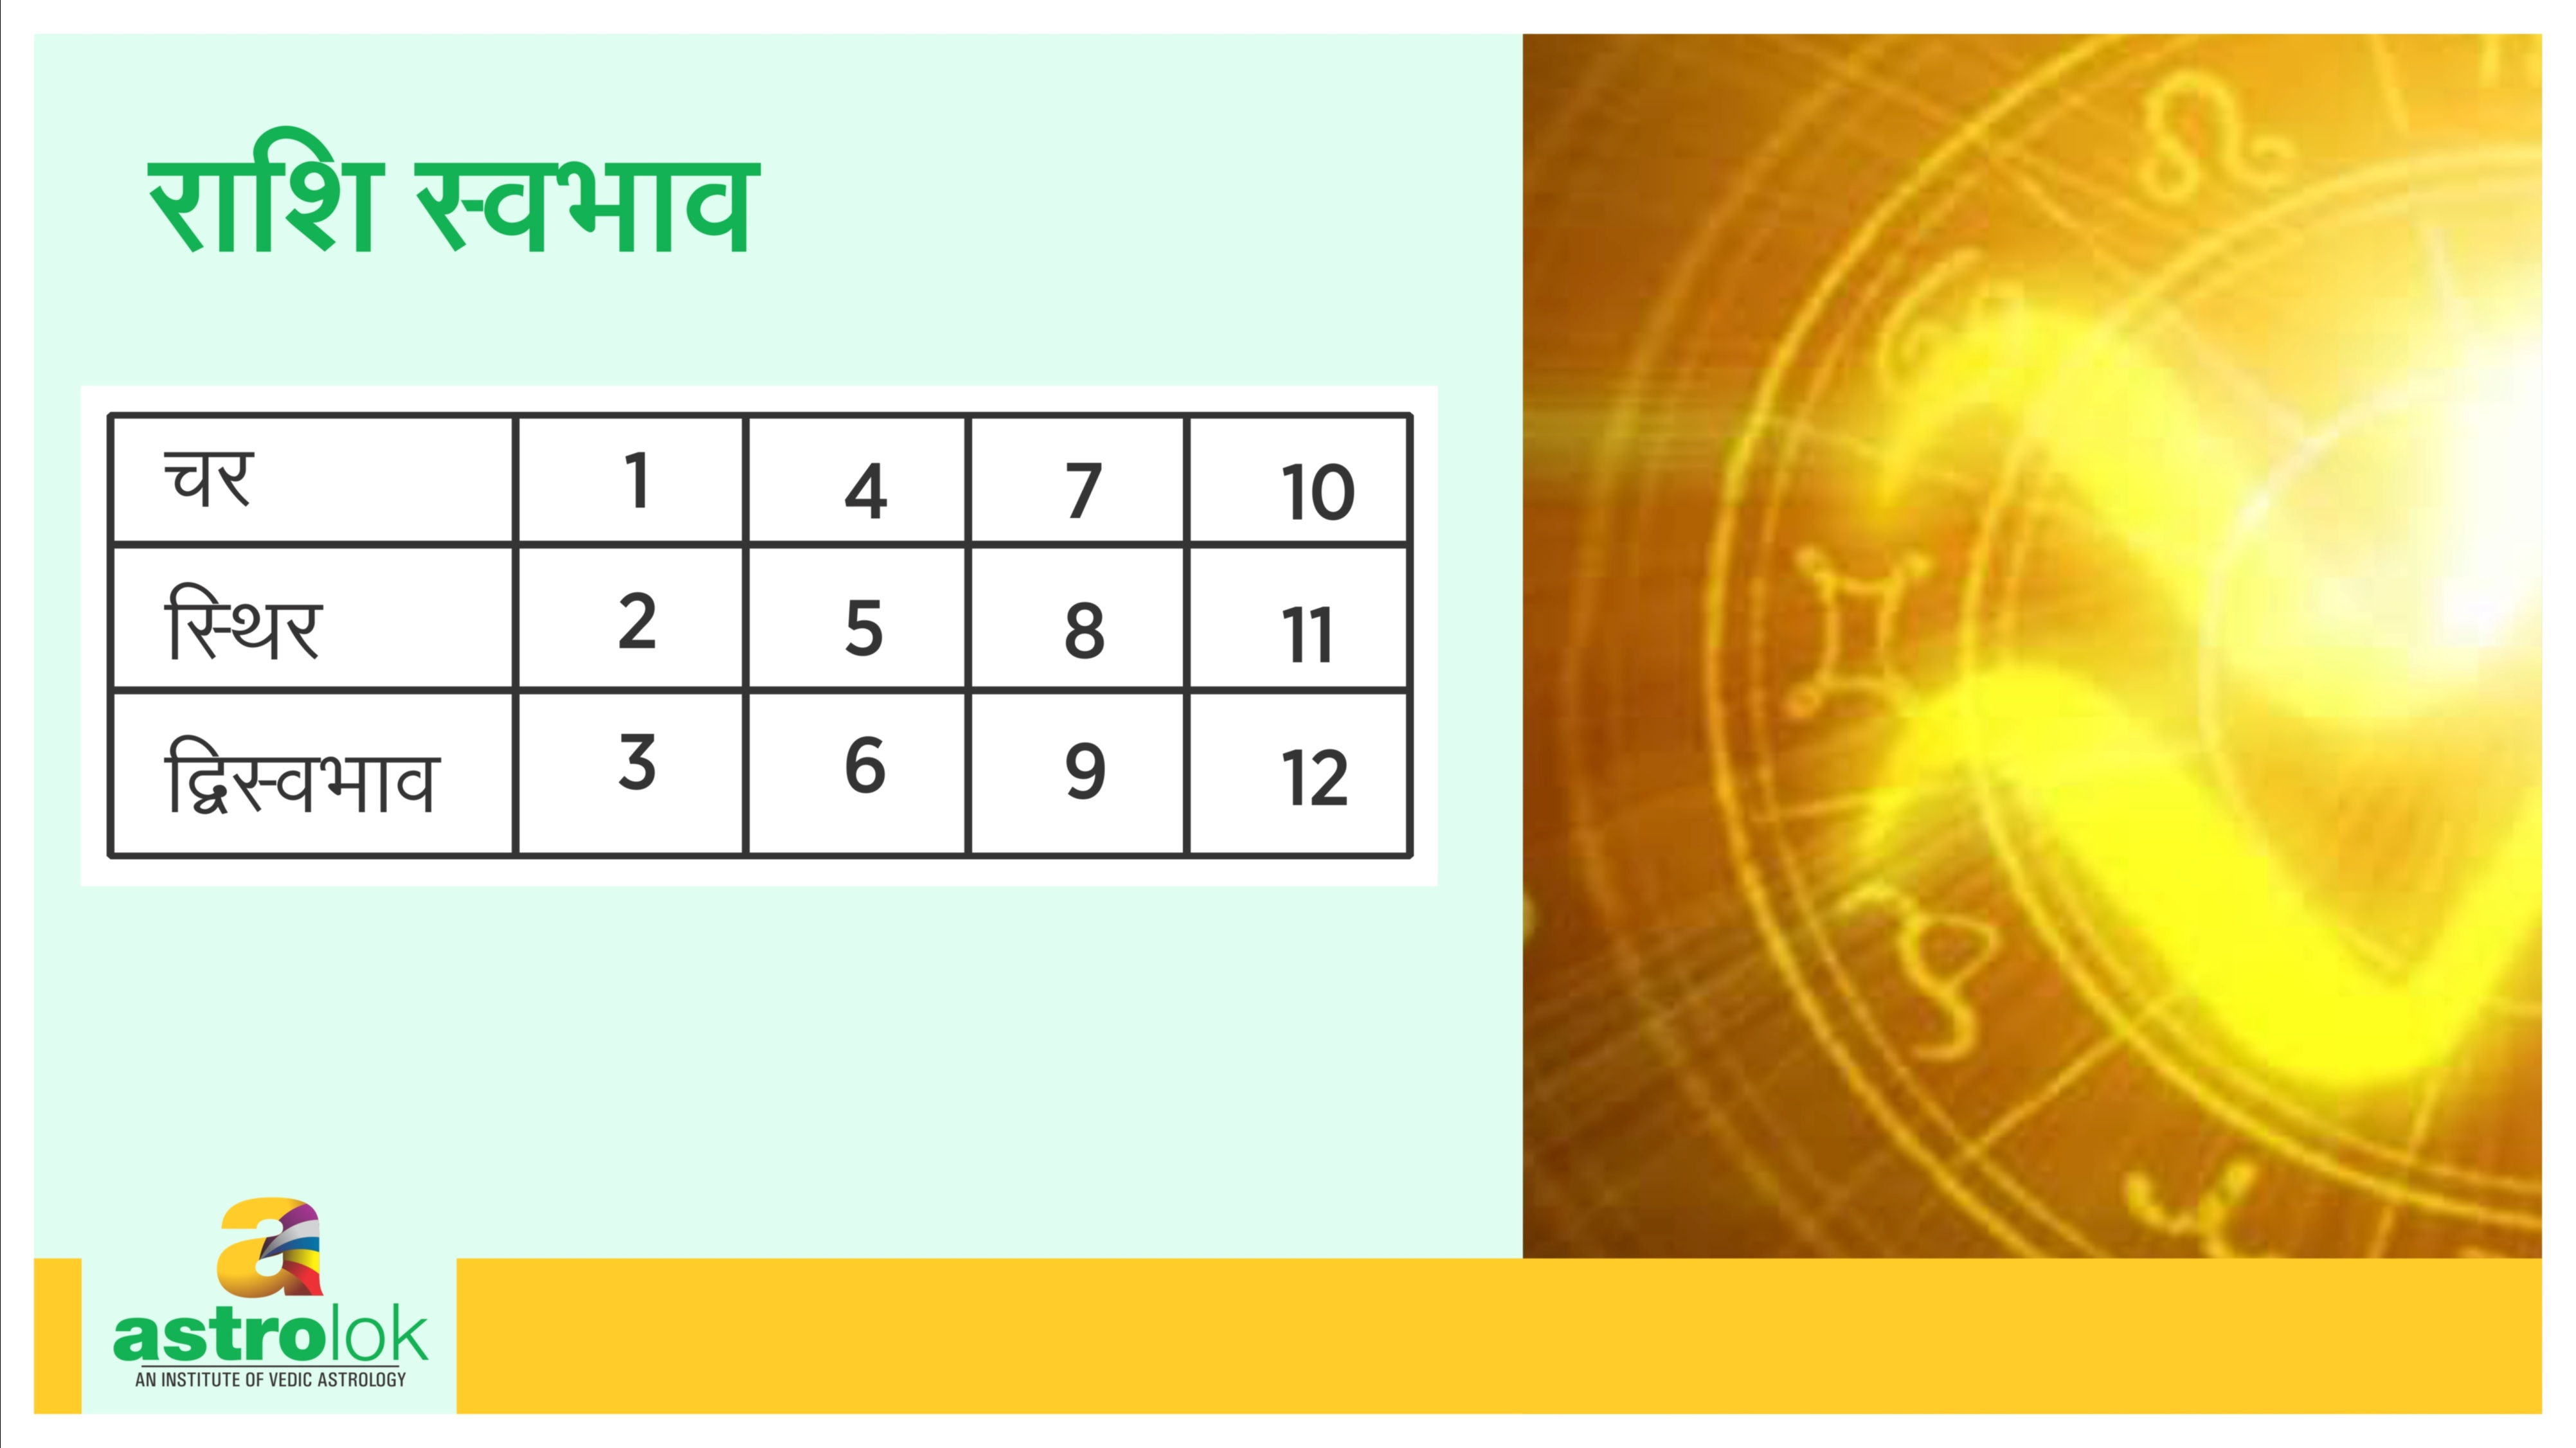 राशि स्वभाव
चर 1 4 7 10
स्थिर 2 5 8 11
द्विस्वभाव 3 6 9 12
astrolok
AN INSTITUTE OF VEDIC ASTROLOGY